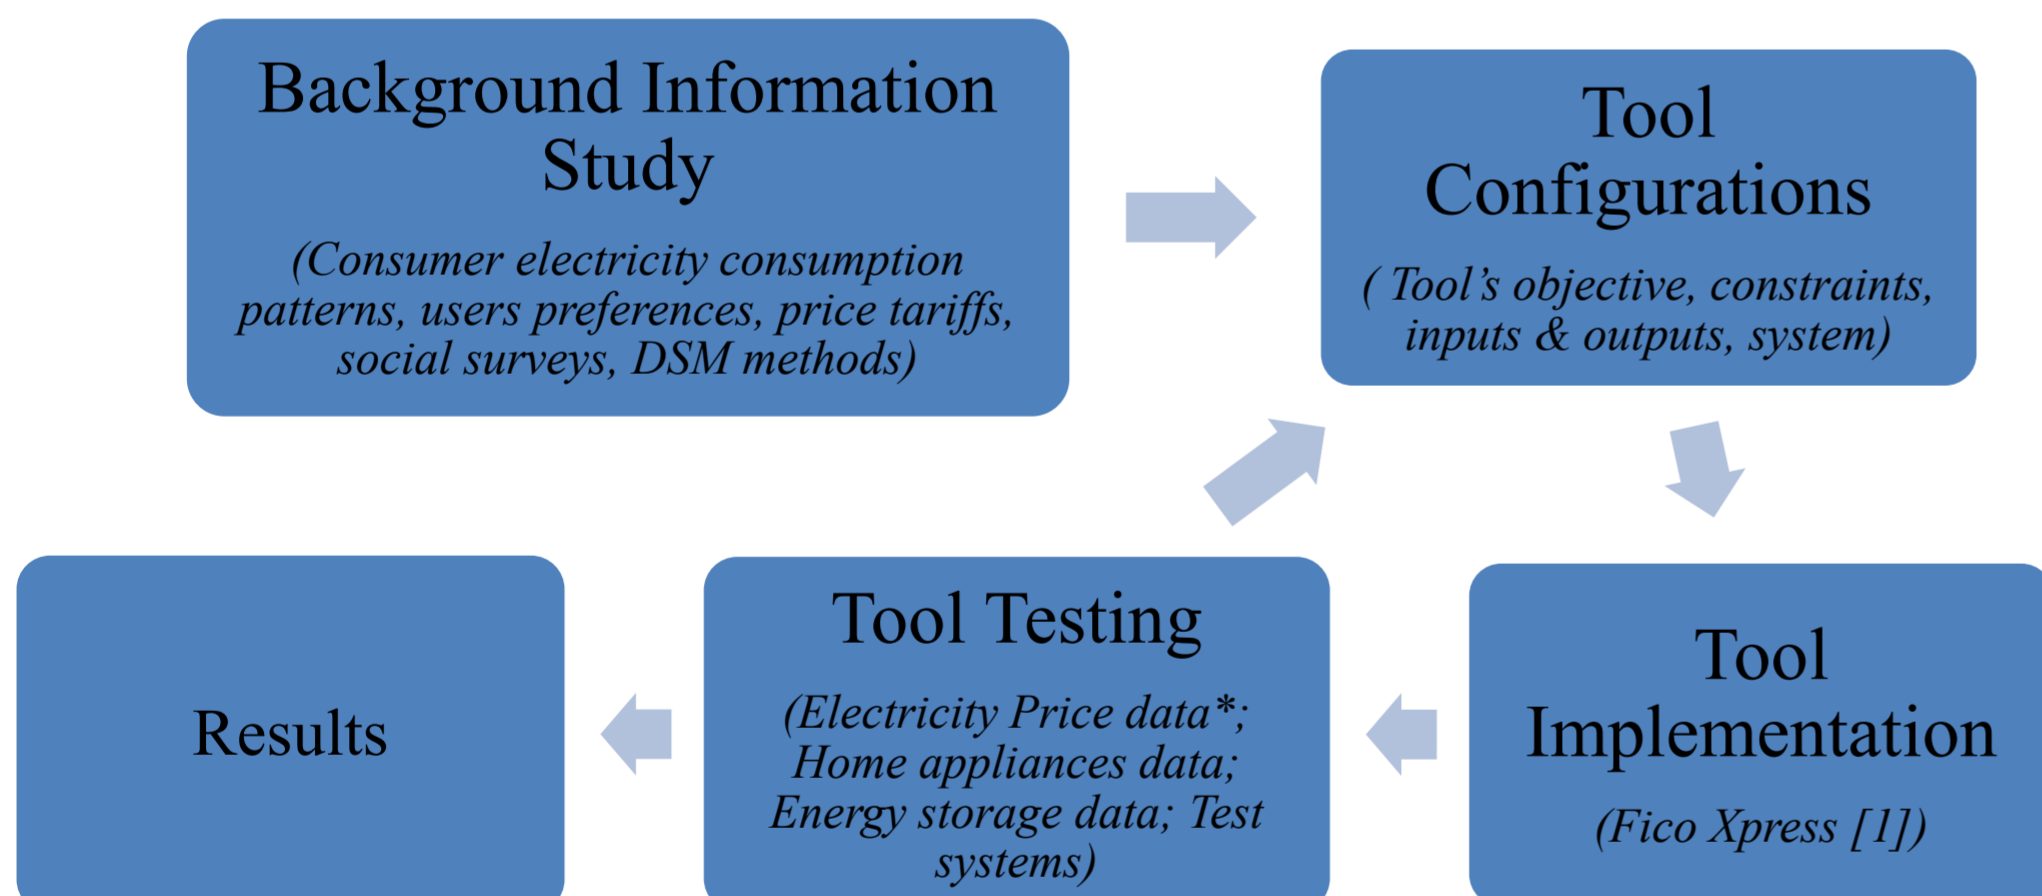 Background Information
Study
(Consumer electricity consumption
patterns, users preferences, price tariffs,
social surveys, DSM methods)
Tool
Configurations
( Tool’s objective, constraints,
inputs & outputs, system)
Results
Tool Testing
(Electricity Price data*;
Home appliances data;
Energy storage data; Test
systems)
Tool
Implementation
(Fico Xpress [1])